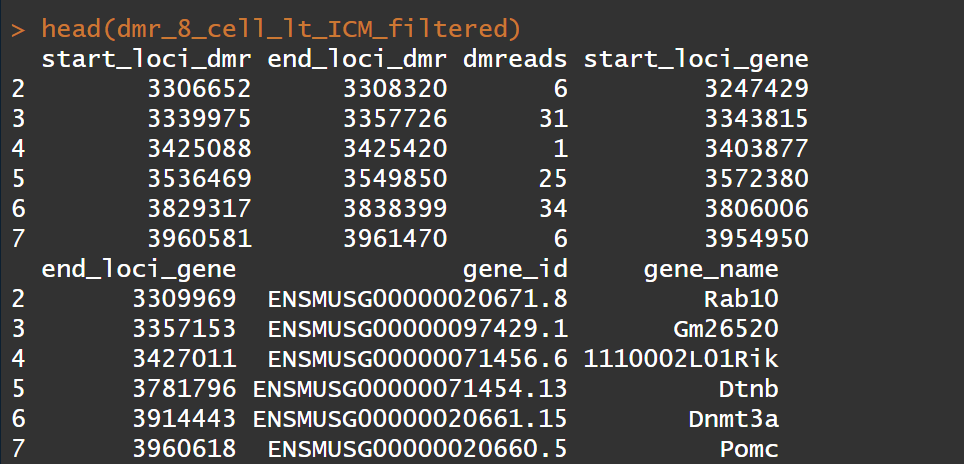 > head(dmr_8_cell_lt_ICM_filtered)
start_loci_dmr end_loci_dmr dmreads start_loci_gene
2 3306652 3308320 6 3247429
3 3339975 3357726 31 3343815
4 3425088 3425420 1 3403877
5 3536469 3549850 25 3572380
6 3829317 3838399 34 3806006
7 3960581 3961470 6 3954950
end_loci_gene gene_id gene_name
2 3309969 ENSMUSG00000020671.8 Rab10
3 3357153 ENSMUSG00000097429.1 Gm26520
4 3427011 ENSMUSG00000071456.6 1110002L01Rik
5 3781796 ENSMUSG00000071454.13 Dtnb
6 3914443 ENSMUSG00000020661.15 Dnmt3a
7 3960618 ENSMUSG00000020660.5 Pomc